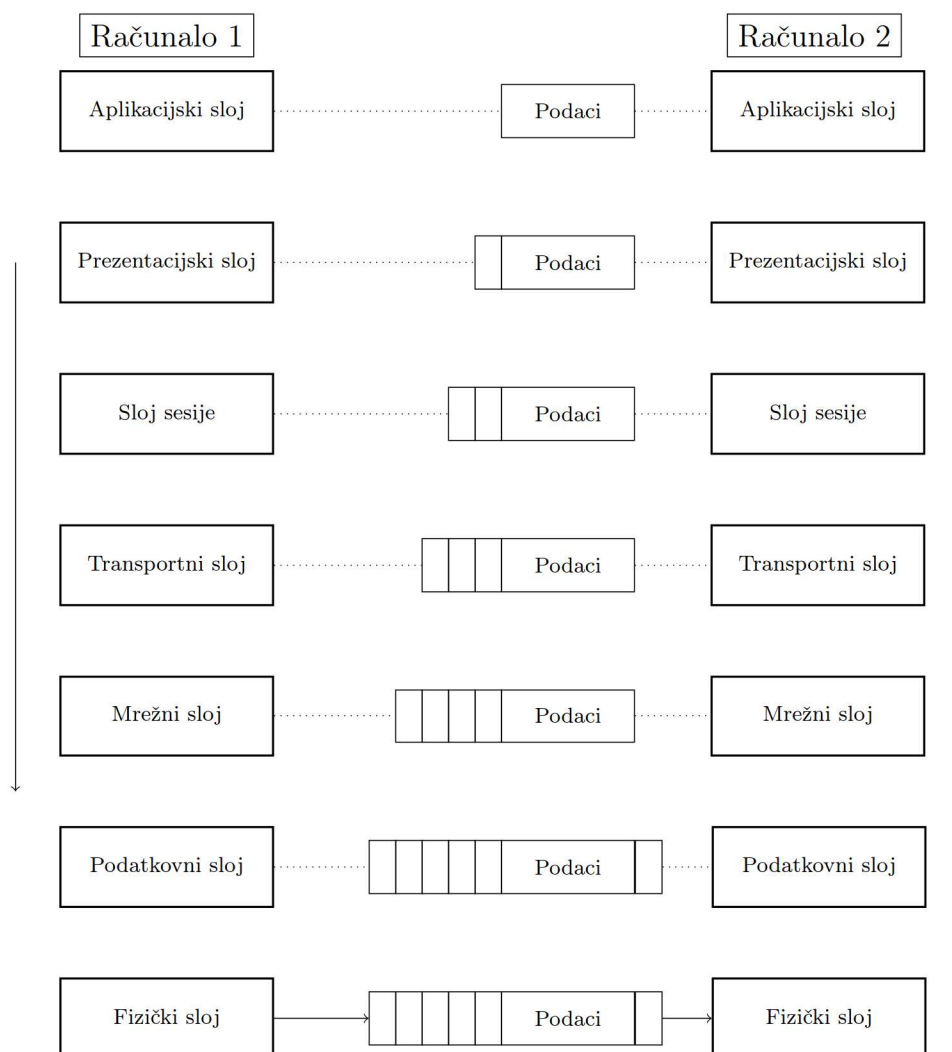 Računalo 1 Računalo 2
Aplikacijski sloj Podaci Aplikacijski sloj
Prezentacijski sloj Podaci Prezentacijski sloj
Sloj sesije Podaci Sloj sesije
Transportni sloj Podaci Transportni sloj
Mrežni sloj Podaci Mrežni sloj
Podatkovni sloj Podaci Podatkovni sloj
Fizički sloj Podaci Fizički sloj